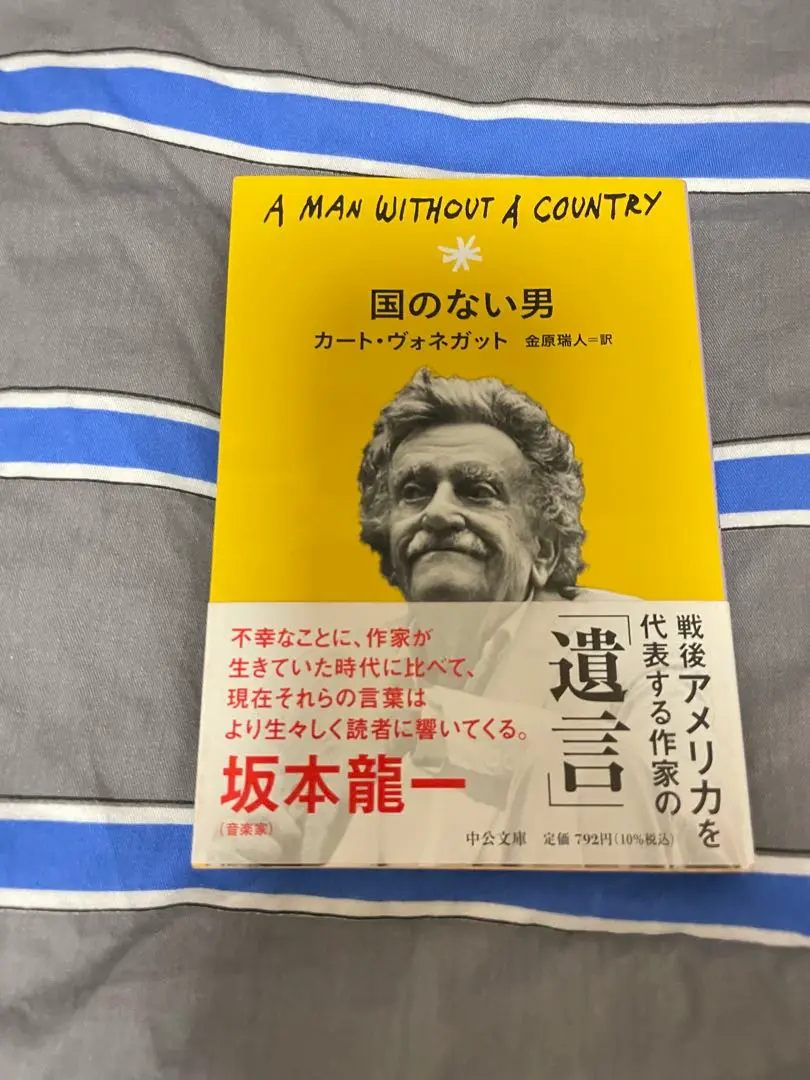 A MAN WITHOUT A COUNTRY
国のない男
カート・ヴォネガット 金原瑞人=訳
戦後アメリカを
代表する作家の
「遺言」
不幸なことに、作家が
生きていた時代に比べて、
現在それらの言葉は
より生々しく読者に響いてくる。
坂本龍一
(音楽家)
中公文庫 定価 792円(10%税込)